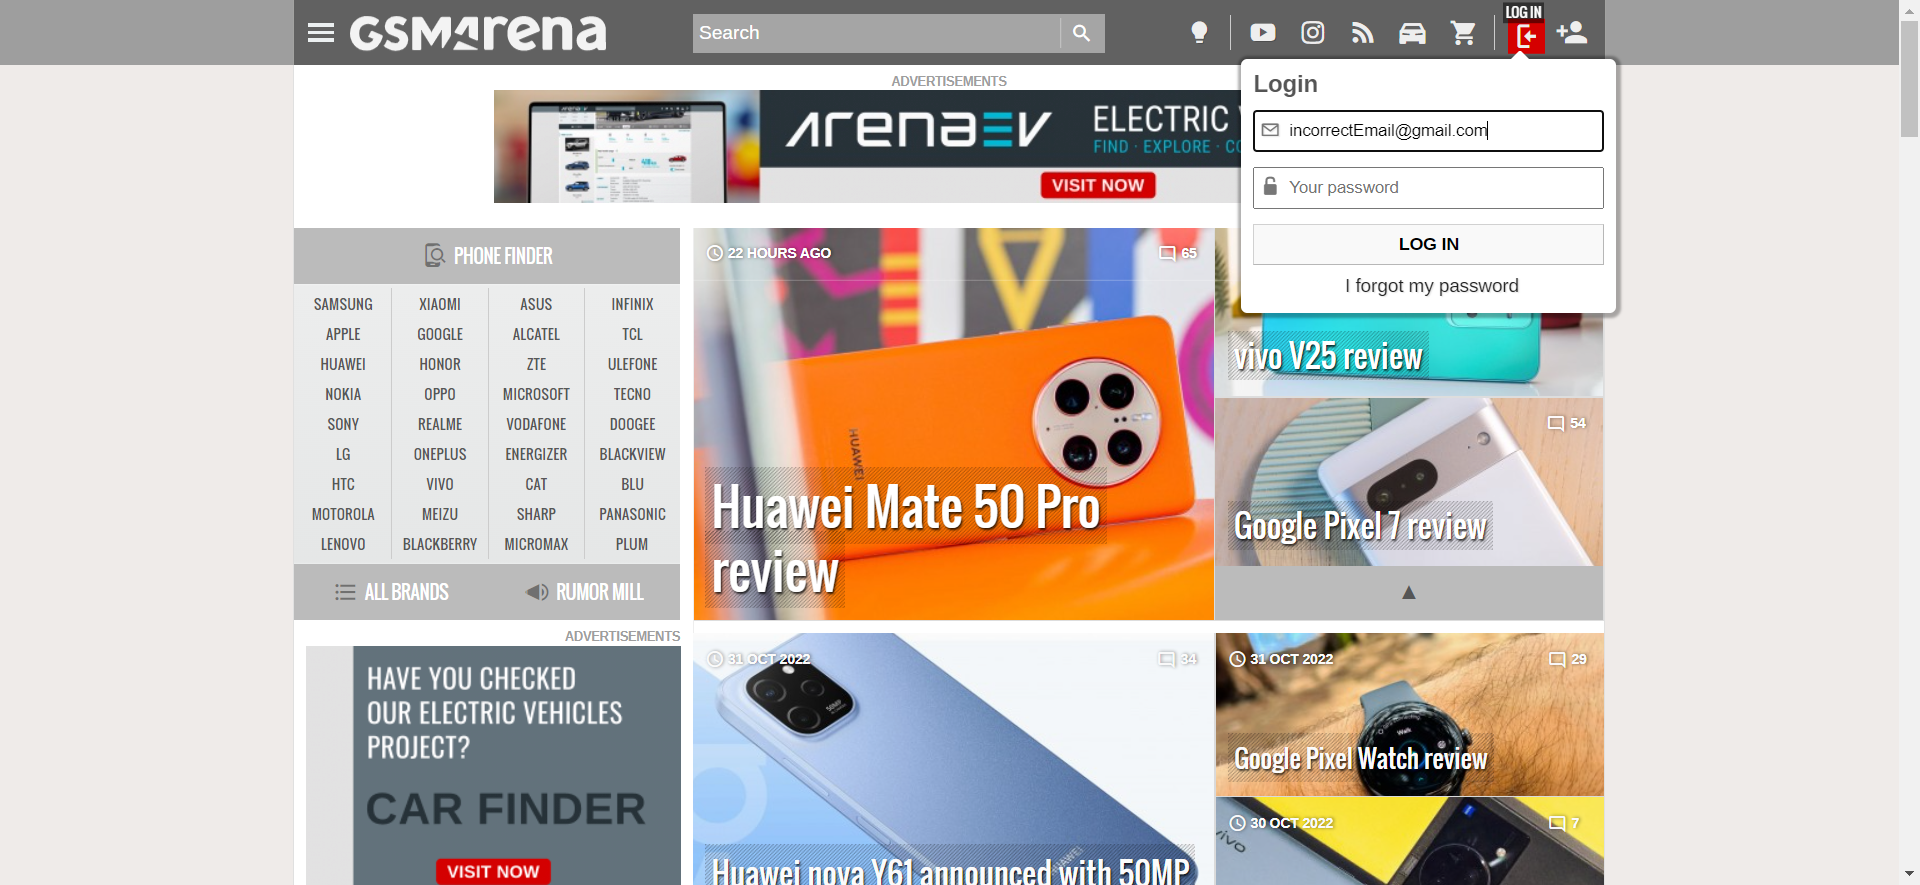 GSMArena
Search
LOG IN
Login
incorrectEmail@gmail.com
Your password
LOG IN
I forgot my password
ADVERTISEMENTS
arenaEV
ELECTRIC
FIND · EXPLORE ·
VISIT NOW
PHONE FINDER
SAMSUNG XIAOMI ASUS INFINIX
APPLE GOOGLE ALCATEL TCL
HUAWEI HONOR ZTE ULEFONE
NOKIA OPPO MICROSOFT TECNO
SONY REALME VODAFONE DOOGEE
LG ONEPLUS ENERGIZER BLACKVIEW
HTC VIVO CAT BLU
MOTOROLA MEIZU SHARP PANASONIC
LENOVO BLACKBERRY MICROMAX PLUM
ALL BRANDS RUMOR MILL
22 HOURS AGO 65
HUAWEI
Huawei Mate 50 Pro
review
vivo V25 review
54
Google Pixel 7 review
ADVERTISEMENTS
HAVE YOU CHECKED
OUR ELECTRIC VEHICLES
PROJECT?
CAR FINDER
VISIT NOW
31 OCT 2022 34
50MP
HUAWEI
Huawei nova Y61 announced with 50MP
31 OCT 2022 29
Walk
Google Pixel Watch review
30 OCT 2022 7
vivo